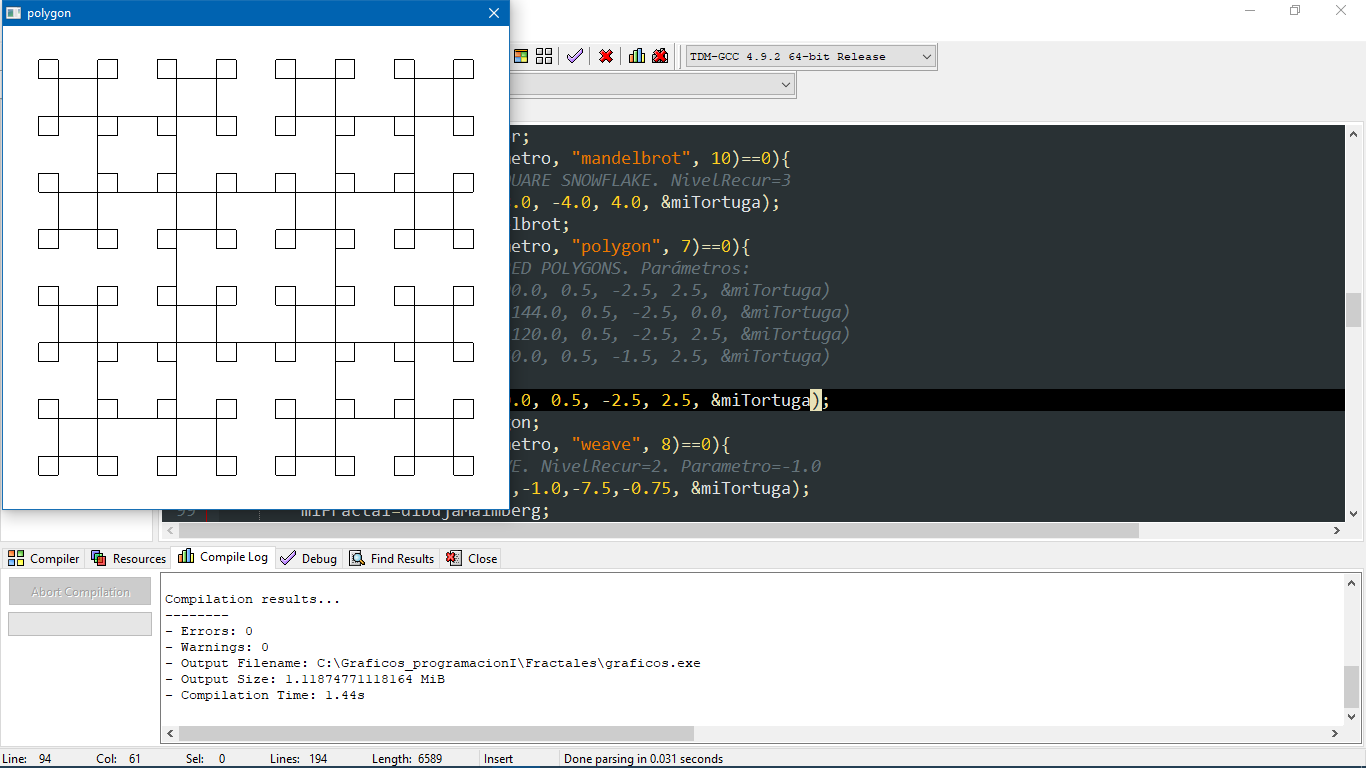 polygon
TDM-GCC 4.9.2 64-bit Release
r;
etro, "mandelbrot", 10)==0){
UARE SNOWFLAKE. NivelRecur=3
.0, -4.0, 4.0, &miTortuga);
lbrot;
etro, "polygon", 7)==0){
ED POLYGONS. Parámetros:
0.0, 0.5, -2.5, 2.5, &miTortuga)
144.0, 0.5, -2.5, 0.0, &miTortuga)
120.0, 0.5, -2.5, 2.5, &miTortuga)
0.0, 0.5, -1.5, 2.5, &miTortuga)
.0, 0.5, -2.5, 2.5, &miTortuga);
on;
etro, "weave", 8)==0){
E. NivelRecur=2. Parametro=-1.0
,-1.0,-7.5,-0.75, &miTortuga);
99 miFractal=dibujaMalmberg;
Compiler Resources Compile Log Debug Find Results Close
Abort Compilation
Compilation results...
--------
- Errors: 0
- Warnings: 0
- Output Filename: C:\Graficos_programacionI\Fractales\graficos.exe
- Output Size: 1.11874771118164 MiB
- Compilation Time: 1.44s
Line: 94 Col: 61 Sel: 0 Lines: 194 Length: 6589 Insert Done parsing in 0.031 seconds